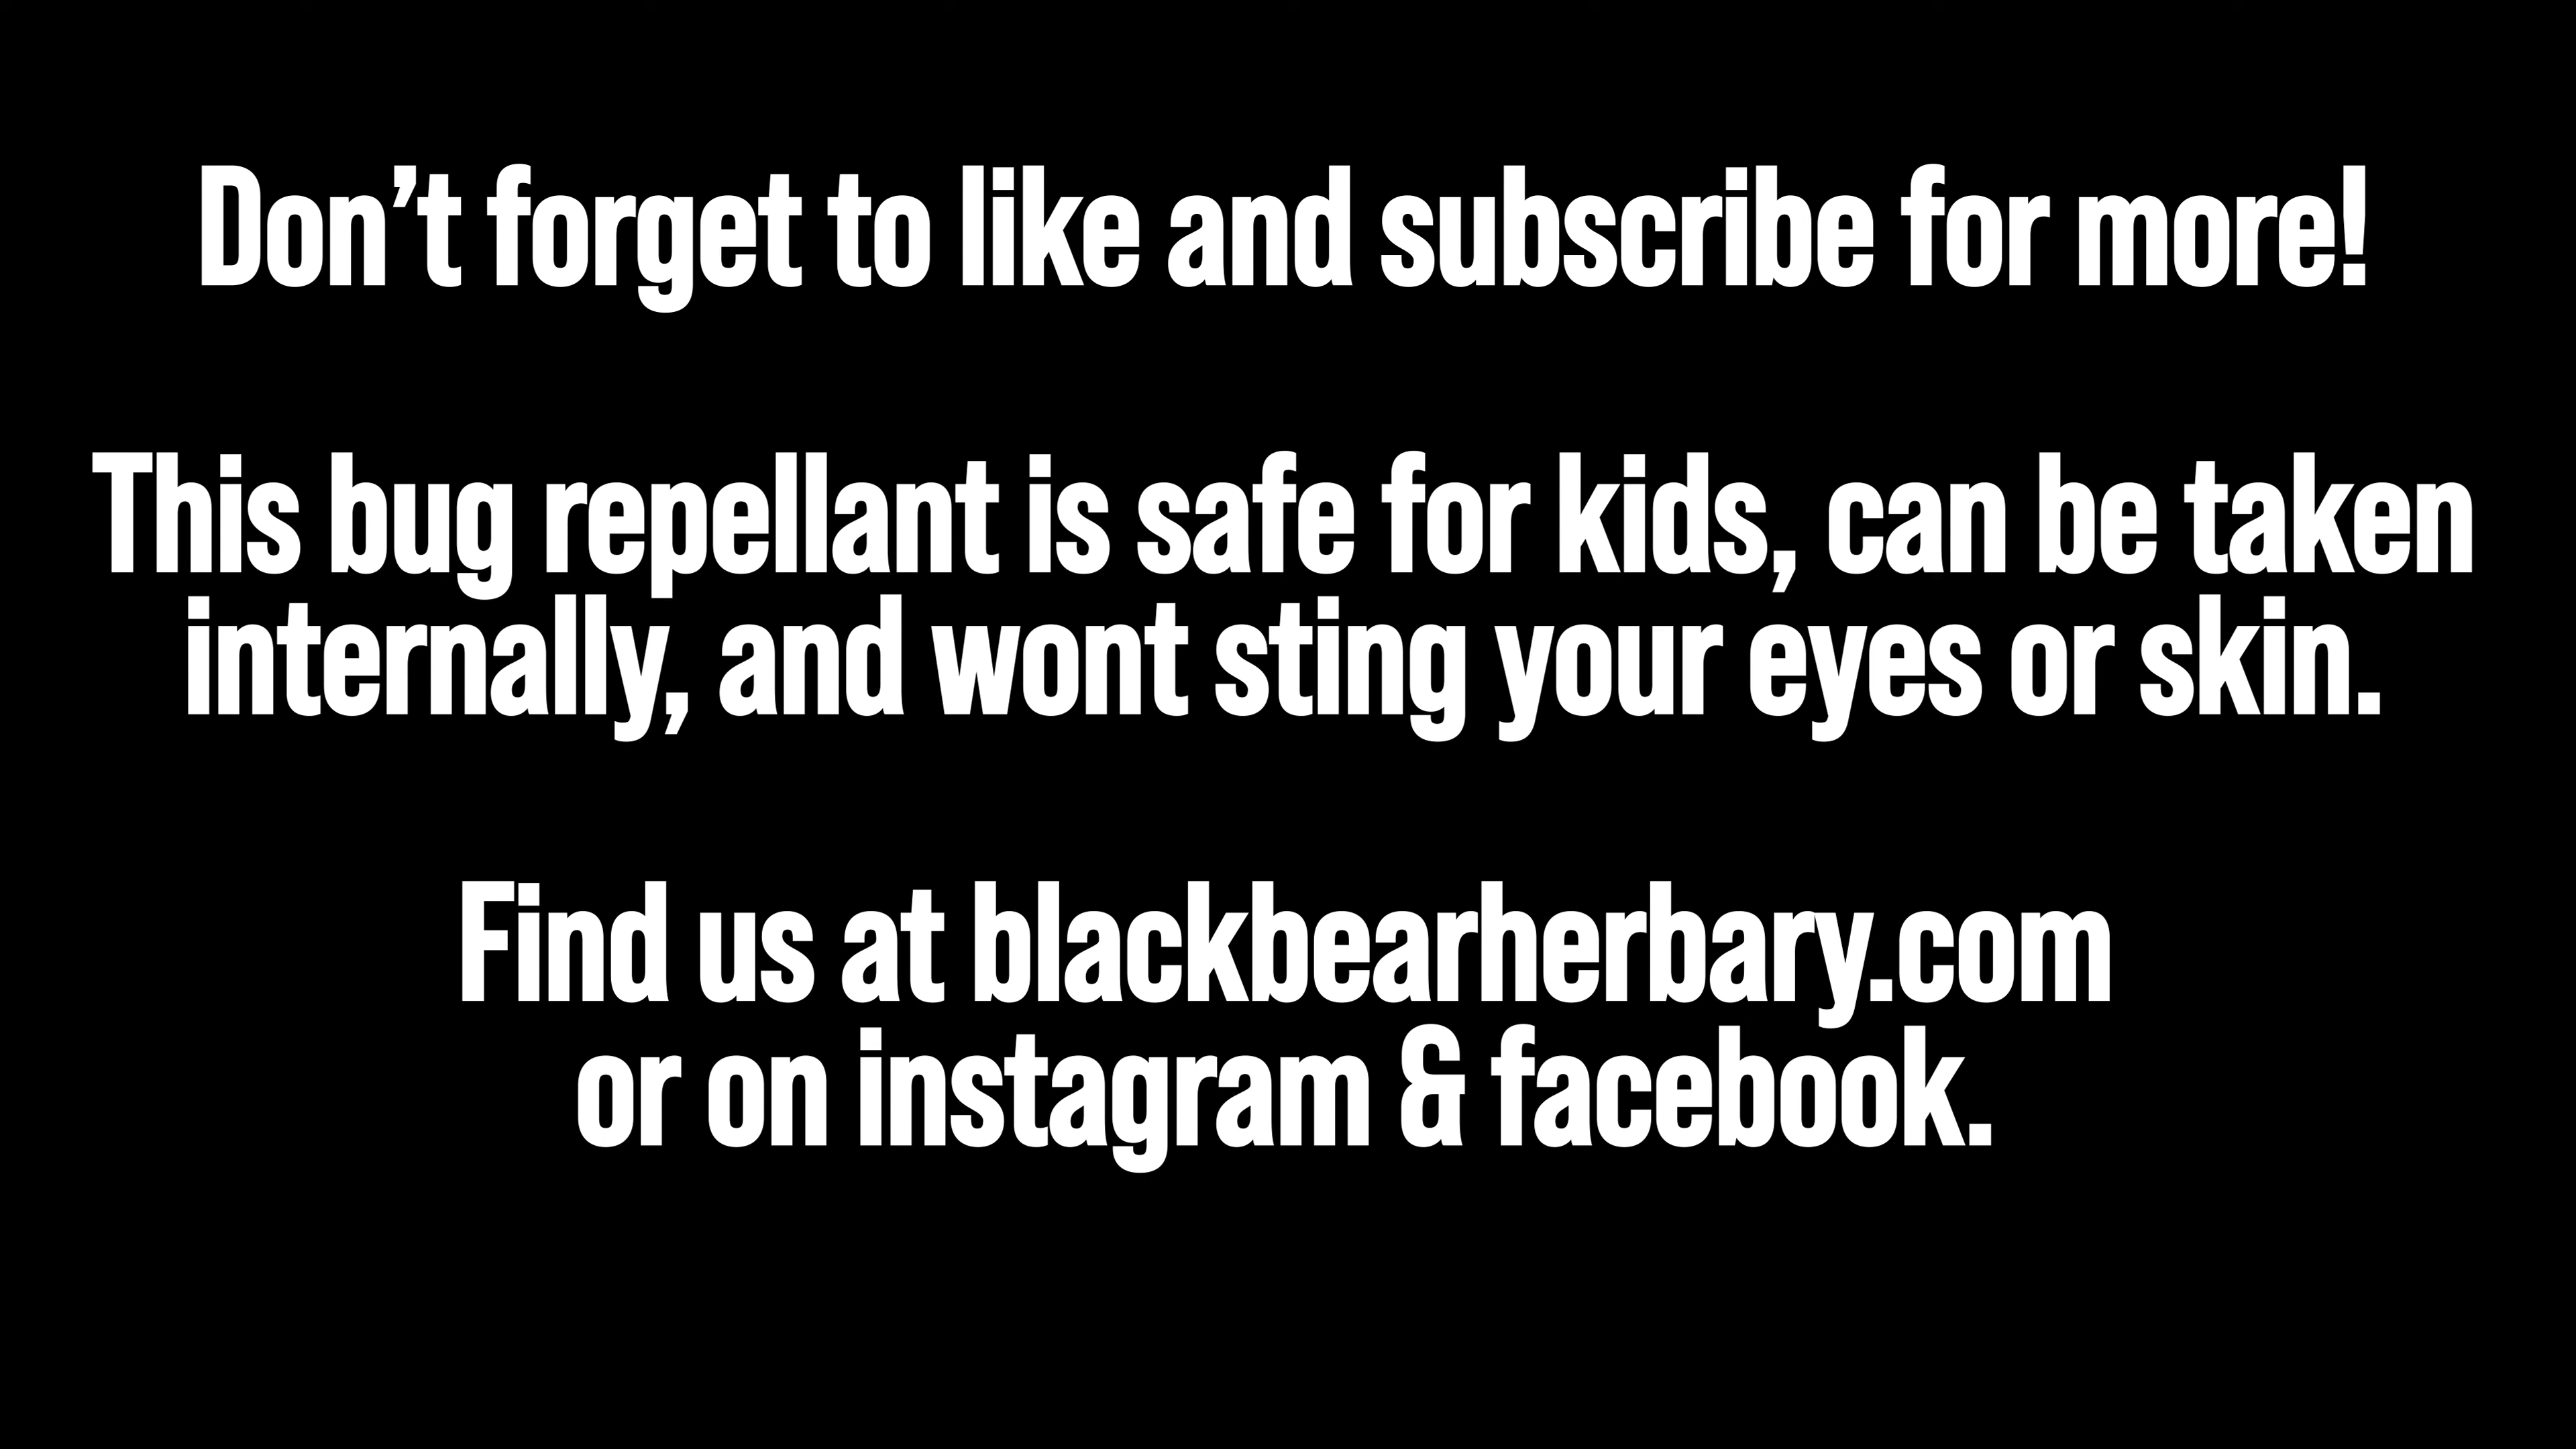 Don’t forget to like and subscribe for more!
This bug repellant is safe for kids, can be taken
internally, and wont sting your eyes or skin.
Find us at blackbearherbary.com
or on instagram & facebook.